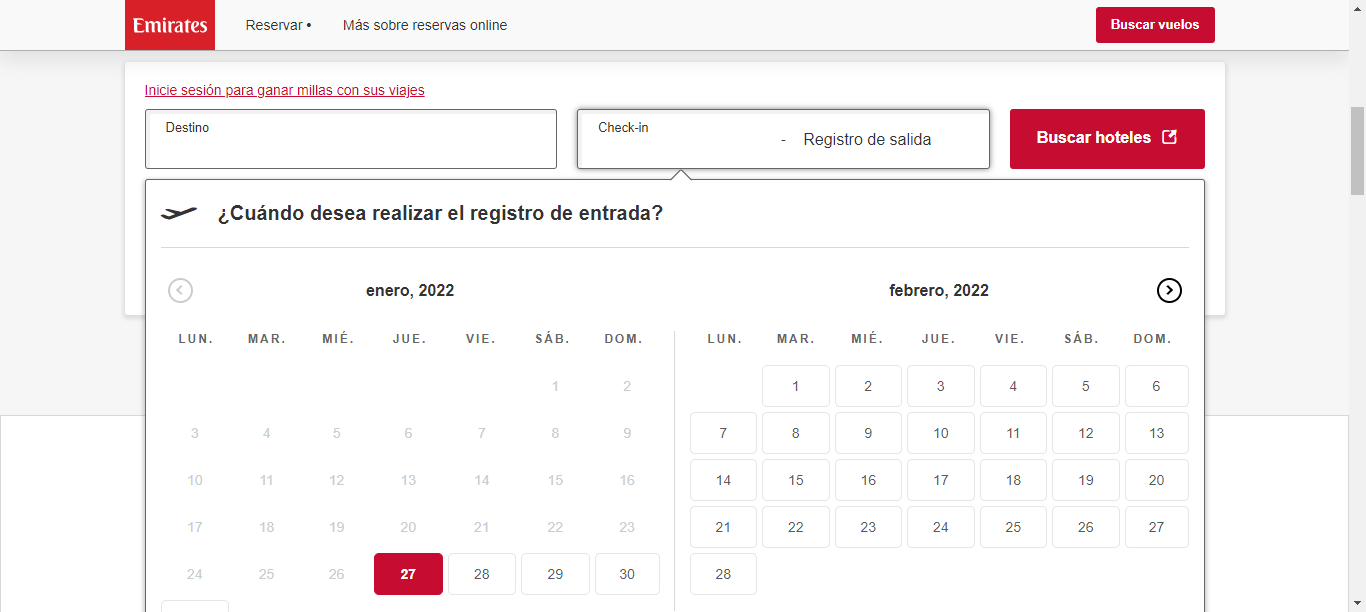 Emirates Reservar • Más sobre reservas online Buscar vuelos
Inicie sesión para ganar millas con sus viajes
Destino
Check-in
- Registro de salida
Buscar hoteles
¿Cuándo desea realizar el registro de entrada?
enero, 2022
LUN. MAR. MIÉ. JUE. VIE. SÁB. DOM.
1 2
3 4 5 6 7 8 9
10 11 12 13 14 15 16
17 18 19 20 21 22 23
24 25 26 27 28 29 30
febrero, 2022
LUN. MAR. MIÉ. JUE. VIE. SÁB. DOM.
1 2 3 4 5 6
7 8 9 10 11 12 13
14 15 16 17 18 19 20
21 22 23 24 25 26 27
28